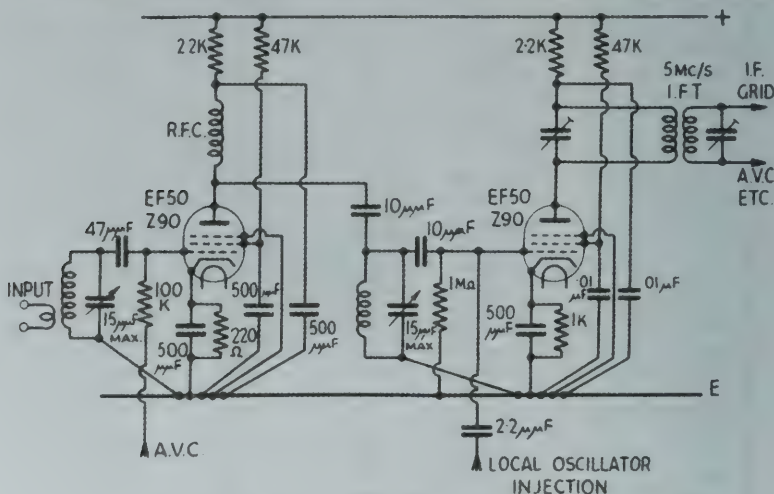 +
2.2K
47K
2.2K
47K
R.F.C.
5 MC/S
I.F.T
I.F.
GRID
A.V.C
ETC.
EF50
Z90
EF50
Z90
47μμF
10μμF
10μμF
INPUT
15μμF
MAX.
100
K
500
μμF
220
Ω
500μμF
500
μμF
15μμF
MAX
1MΩ
500
μμF
1K
.01
μF
.01μF
E
2·2μμF
A.V.C.
LOCAL OSCILLATOR
INJECTION